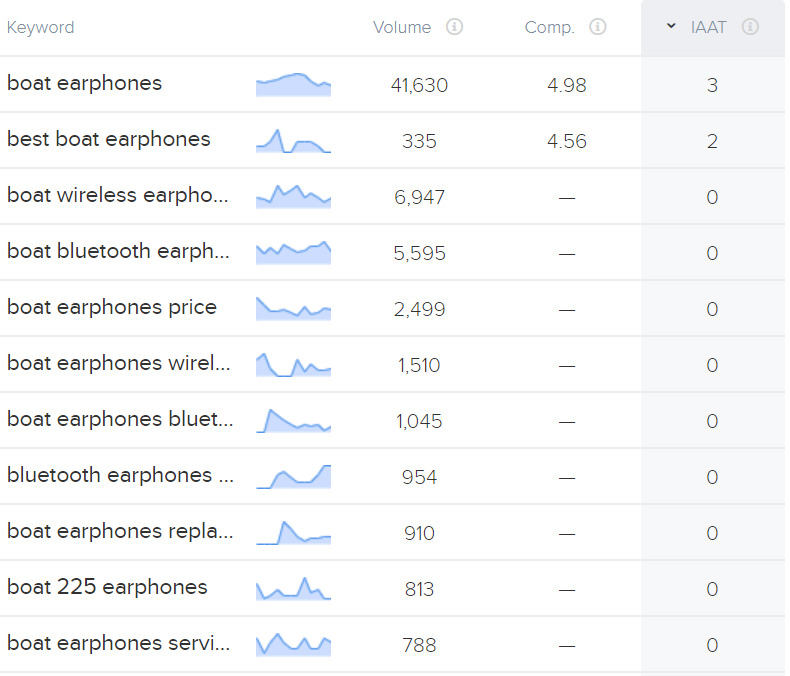 Keyword Volume Comp. IAAT
boat earphones 41,630 4.98 3
best boat earphones 335 4.56 2
boat wireless earpho... 6,947 — 0
boat bluetooth earph... 5,595 — 0
boat earphones price 2,499 — 0
boat earphones wirel... 1,510 — 0
boat earphones bluet... 1,045 — 0
bluetooth earphones ... 954 — 0
boat earphones repla... 910 — 0
boat 225 earphones 813 — 0
boat earphones servi... 788 — 0